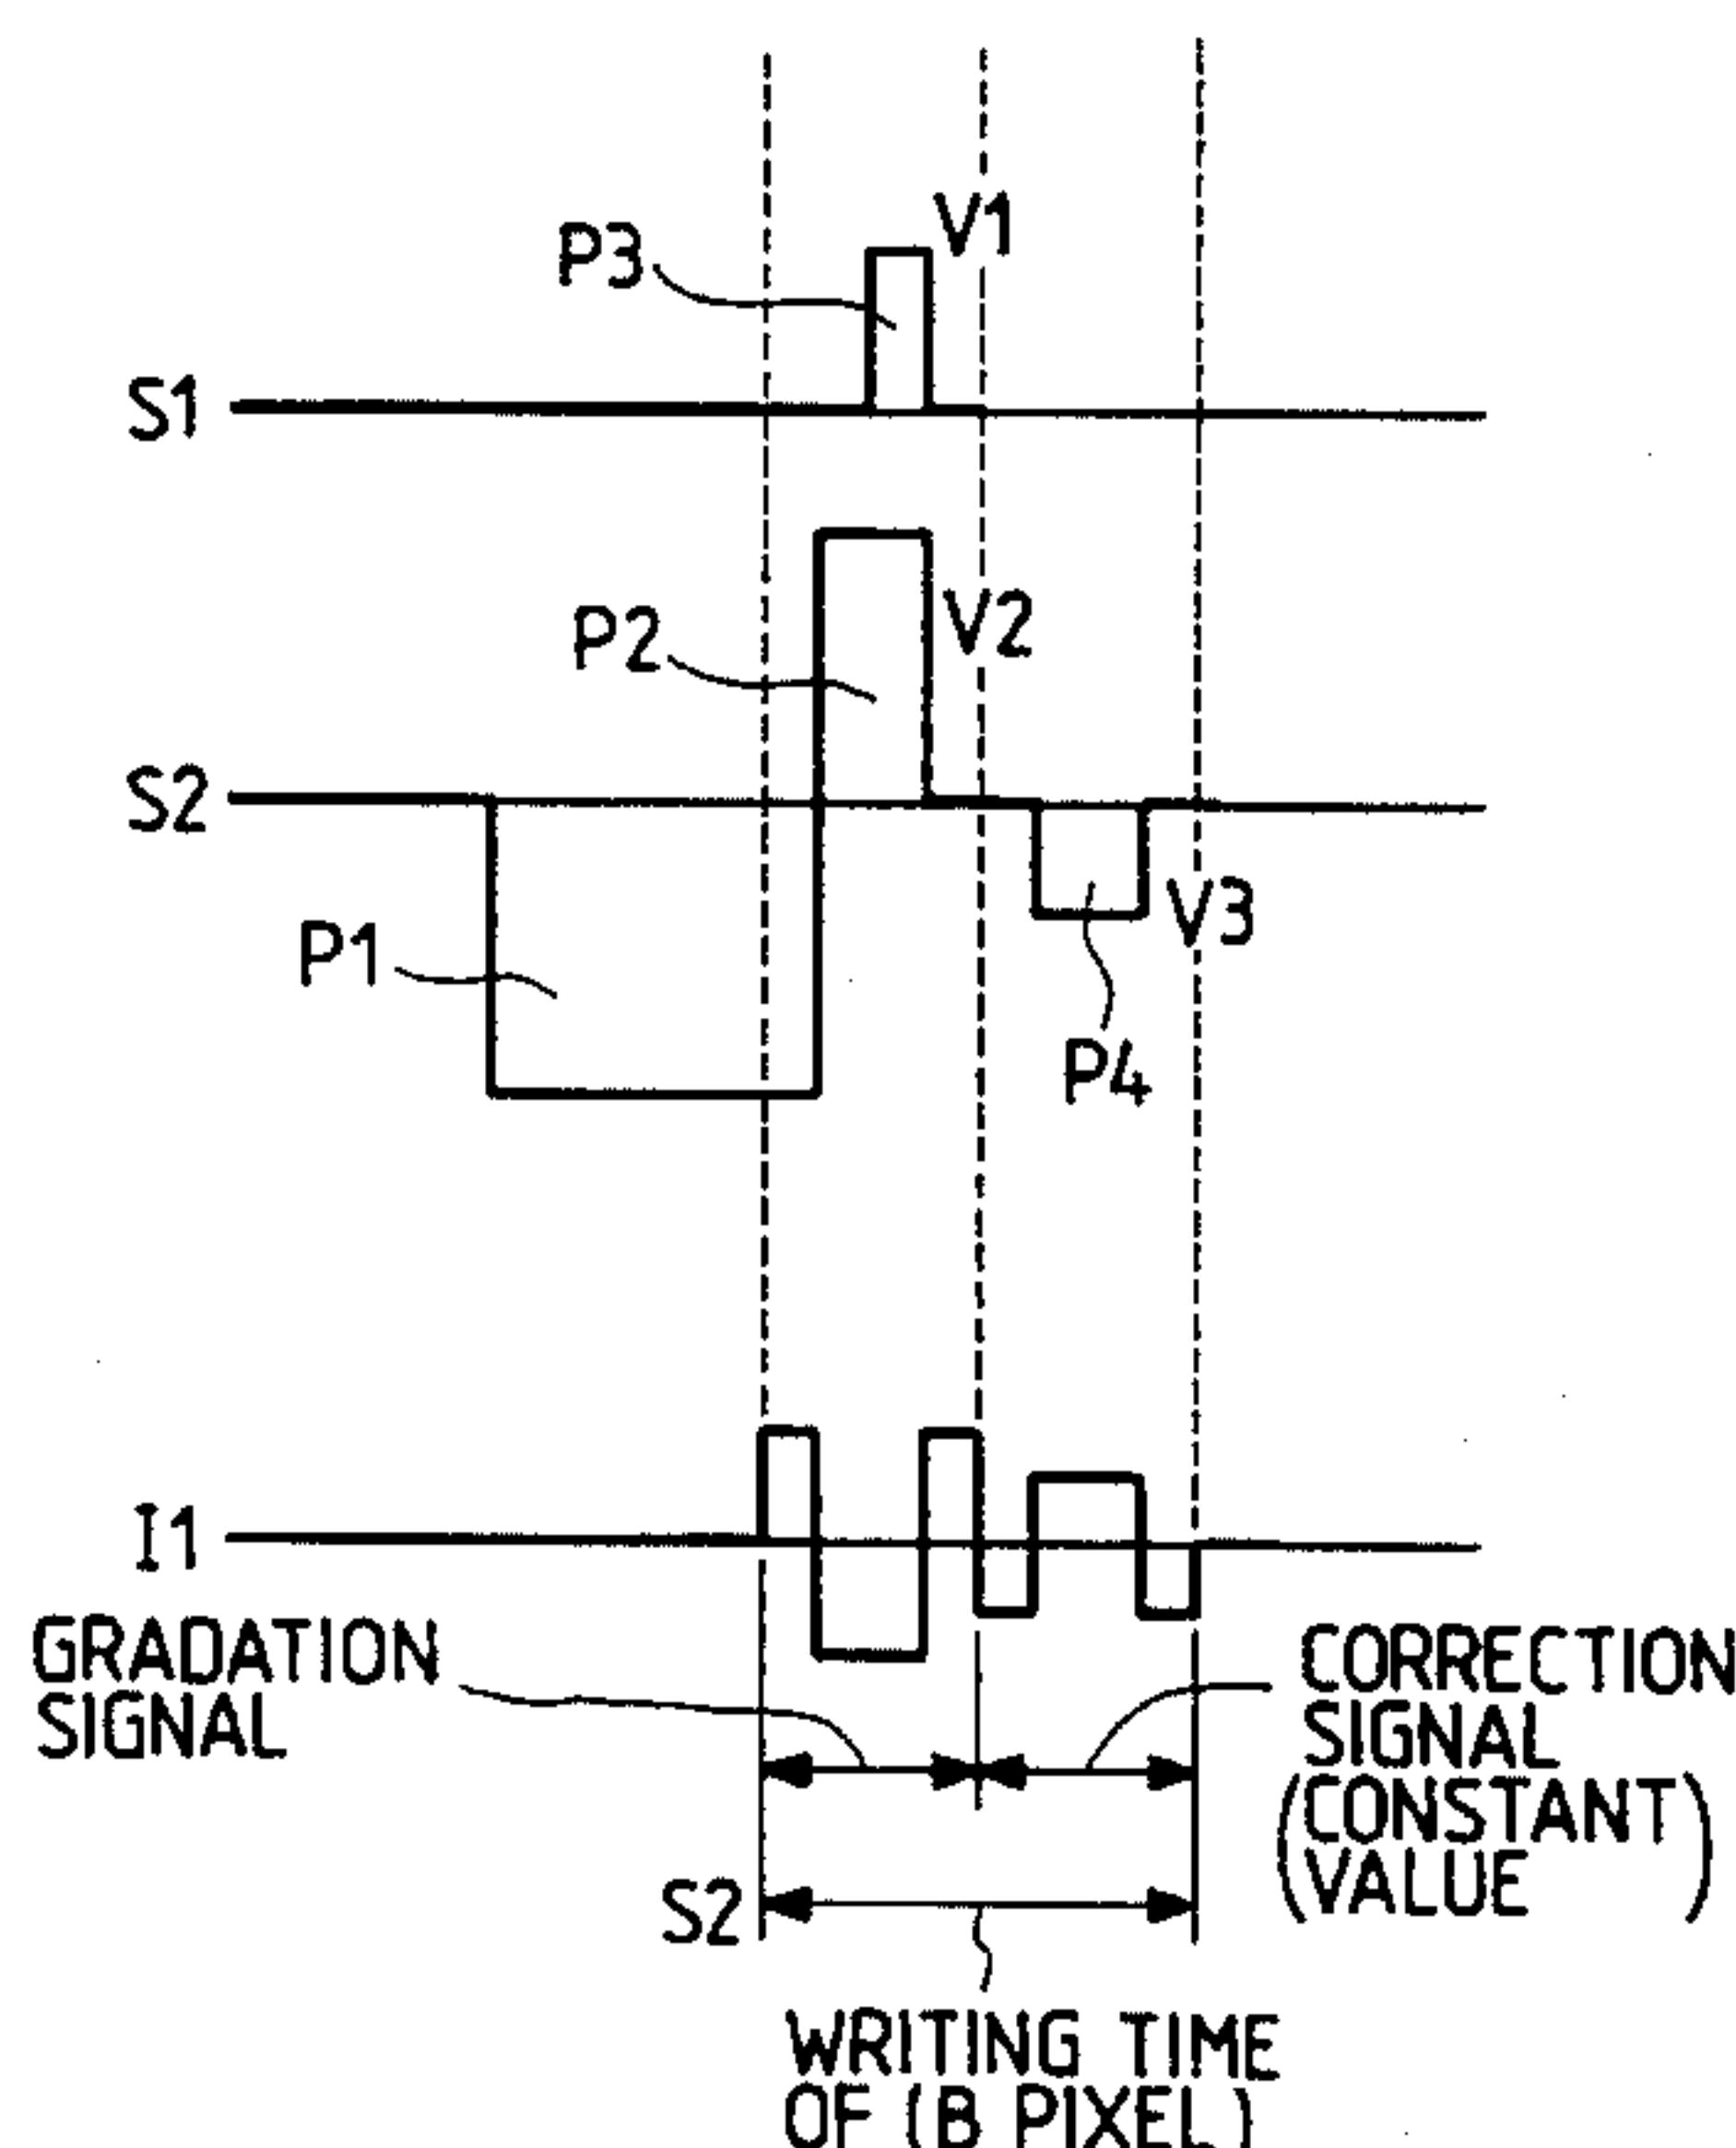 V1
P3
S1
P2
V2
S2
V3
P1
P4
I1
GRADATION
SIGNAL
CORRECTION
SIGNAL
(CONSTANT)
(VALUE)
S2
WRITING TIME
OF (B PIXEL)